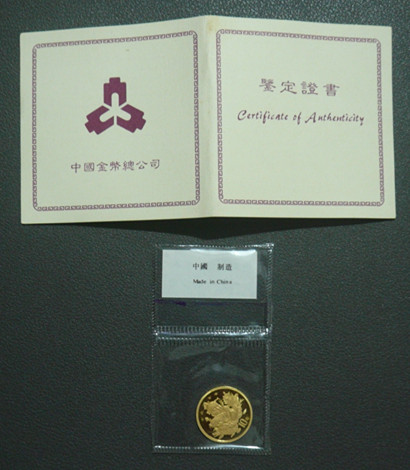 中國金幣總公司
鑒定證書
Certificate of Authenticity
中國 制造
Made in China